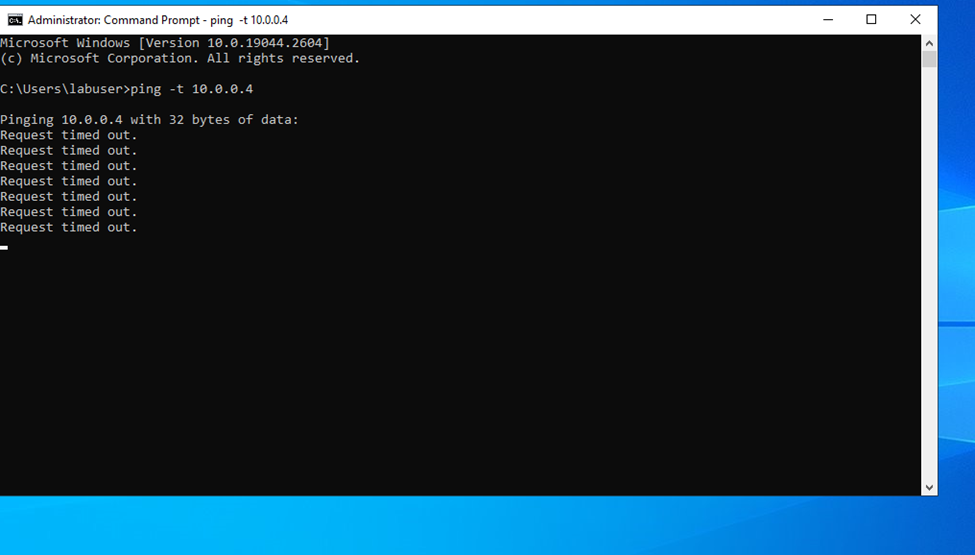 Administrator: Command Prompt - ping  -t 10.0.0.4
Microsoft Windows [Version 10.0.19044.2604]
(c) Microsoft Corporation. All rights reserved.
C:\Users\labuser>ping -t 10.0.0.4
Pinging 10.0.0.4 with 32 bytes of data:
Request timed out.
Request timed out.
Request timed out.
Request timed out.
Request timed out.
Request timed out.
Request timed out.